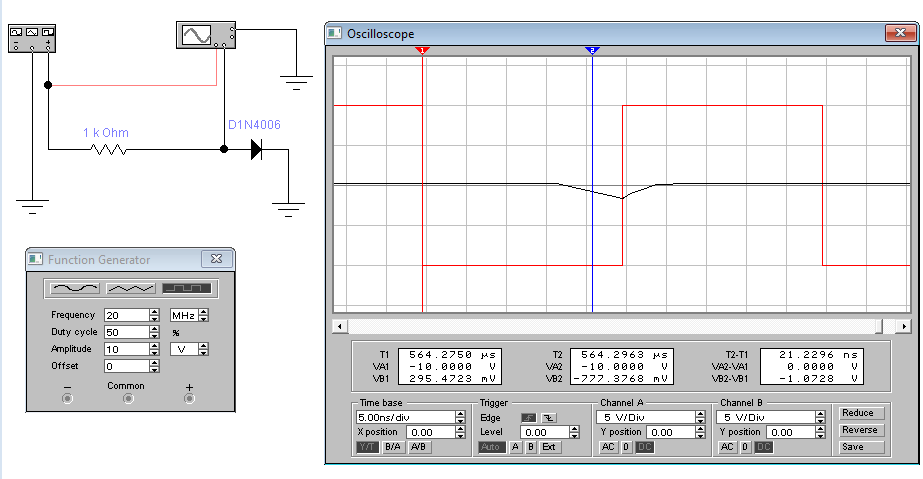 1 k Ohm
D1N4006
Function Generator
Frequency 20 MHz
Duty cycle 50 %
Amplitude 10 V
Offset 0
− Common +
Oscilloscope
1 2
T1 564.2750 µs
VA1 -10.0000 V
VB1 295.4723 mV
T2 564.2963 µs
VA2 -10.0000 V
VB2 -777.3768 mV
T2-T1 21.2296 ns
VA2-VA1 0.0000 V
VB2-VB1 -1.0728 V
Time base
5.00ns/div
X position 0.00
Y/T B/A A/B
Trigger
Edge
Level 0.00
Auto A B Ext
Channel A
5 V/Div
Y position 0.00
AC 0 DC
Channel B
5 V/Div
Y position 0.00
AC 0 DC
Reduce
Reverse
Save